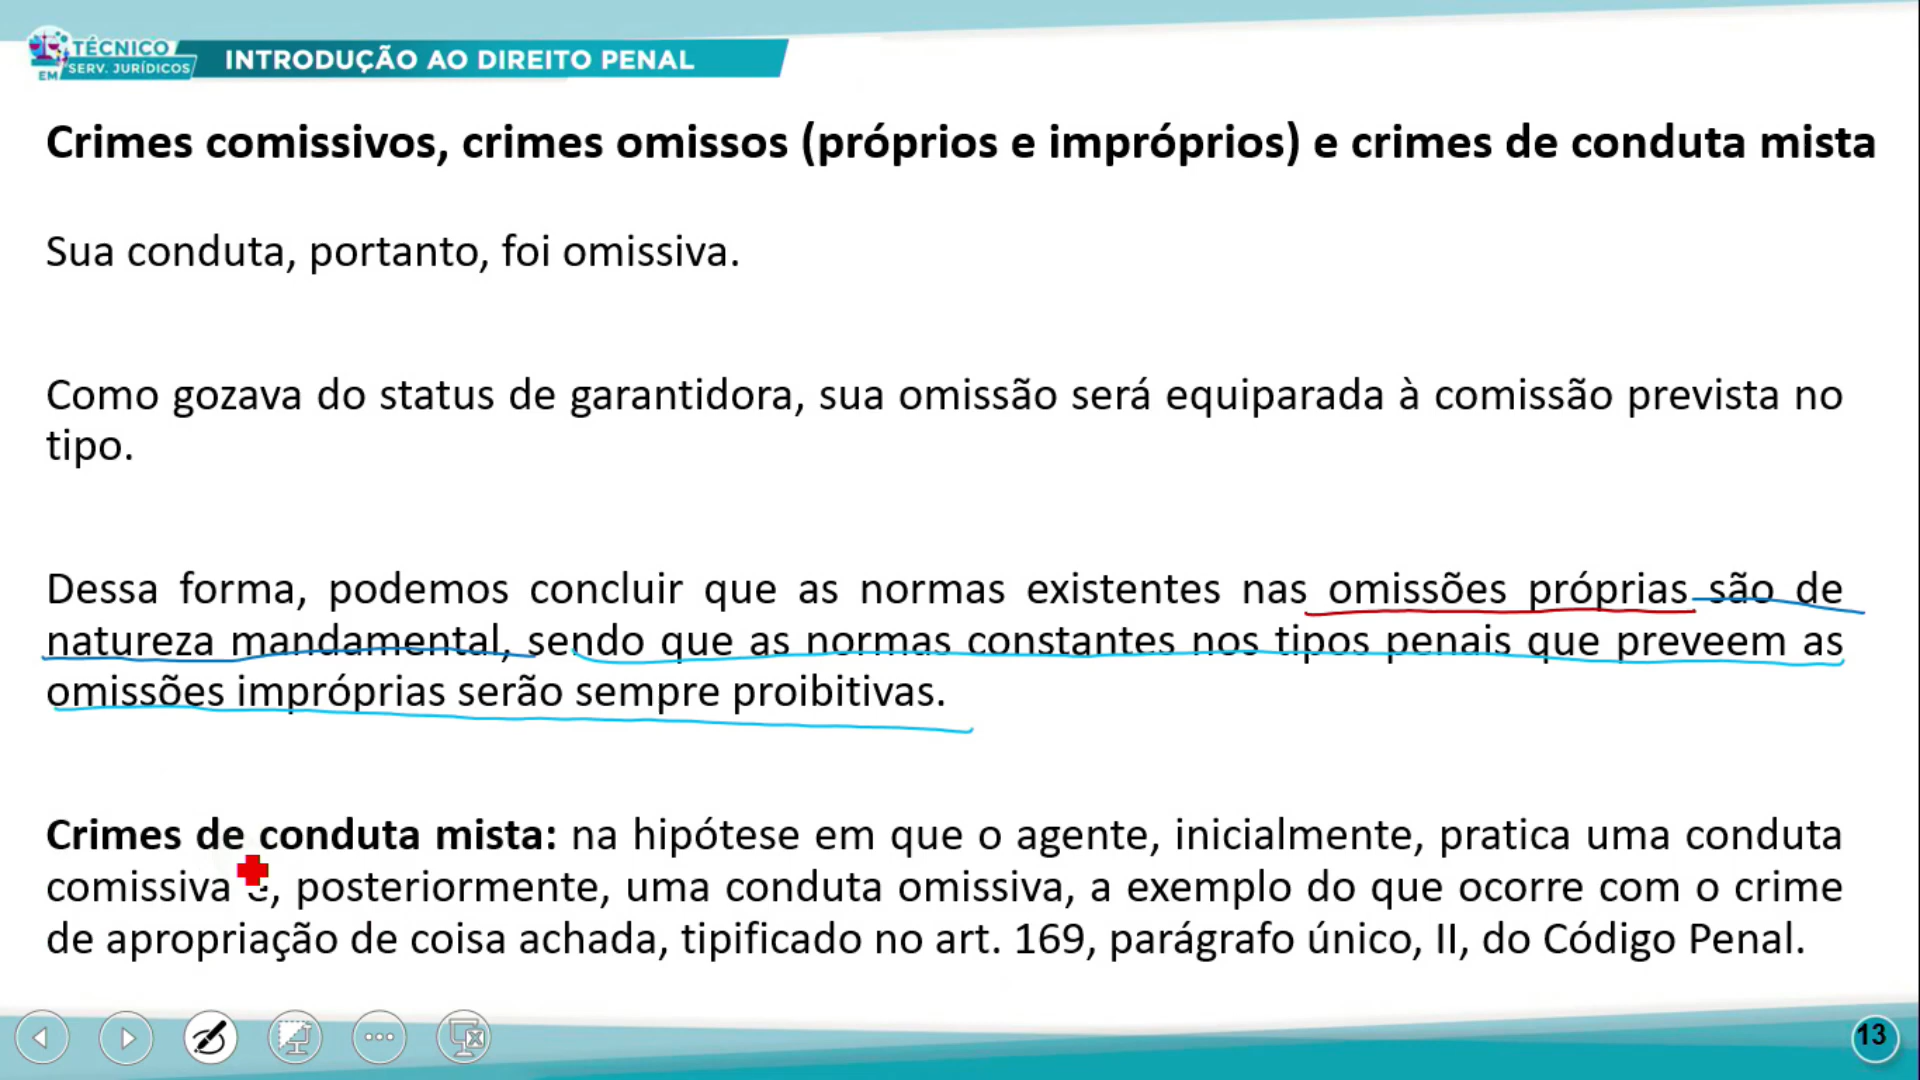 TÉCNICO
EM SERV. JURÍDICOS
INTRODUÇÃO AO DIREITO PENAL
Crimes comissivos, crimes omissos (próprios e impróprios) e crimes de conduta mista
Sua conduta, portanto, foi omissiva.
Como gozava do status de garantidora, sua omissão será equiparada à comissão prevista no
tipo.
Dessa forma, podemos concluir que as normas existentes nas omissões próprias são de
natureza mandamental, sendo que as normas constantes nos tipos penais que preveem as
omissões impróprias serão sempre proibitivas.
Crimes de conduta mista: na hipótese em que o agente, inicialmente, pratica uma conduta
comissiva e, posteriormente, uma conduta omissiva, a exemplo do que ocorre com o crime
de apropriação de coisa achada, tipificado no art. 169, parágrafo único, II, do Código Penal.
13